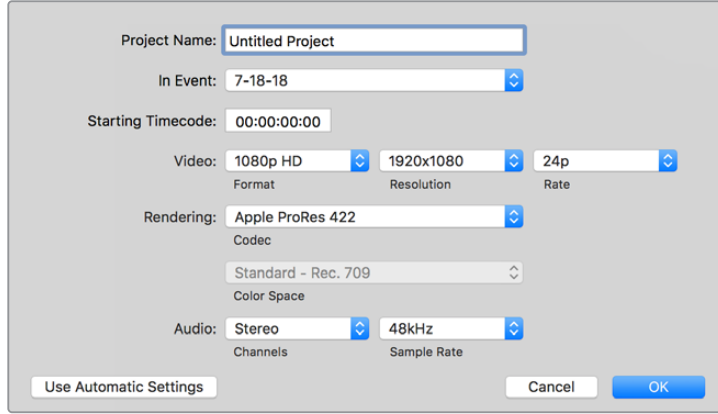 Project Name: Untitled Project
In Event: 7-18-18
Starting Timecode: 00:00:00:00
Video: 1080p HD 1920x1080 24p
Format Resolution Rate
Rendering: Apple ProRes 422
Codec
Standard - Rec. 709
Color Space
Audio: Stereo 48kHz
Channels Sample Rate
Use Automatic Settings Cancel OK